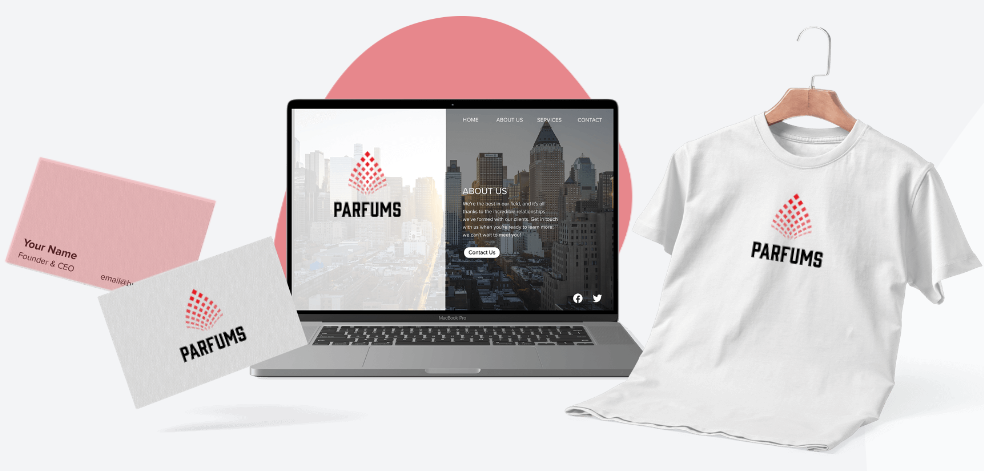 HOME ABOUT US SERVICES CONTACT
PARFUMS
ABOUT US
We're the best in our field, and it's all
thanks to the incredible relationships
we've formed with our clients. Get in touch
with us when you're ready to learn more,
we can't wait to meet you!
Contact Us
MacBook Pro
Your Name
Founder & CEO
PARFUMS
PARFUMS